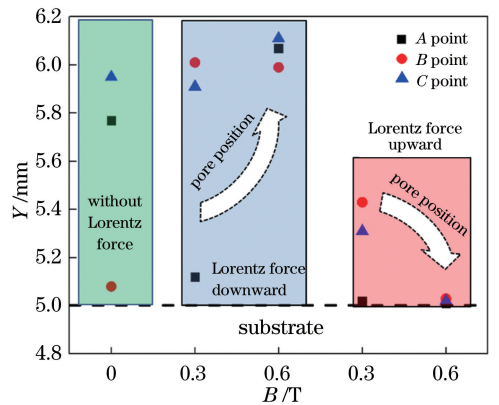 6.2
6.0
5.8
5.6
5.4
5.2
5.0
4.8
Y/mm
A point
B point
C point
without
Lorentz
force
pore position
Lorentz force
downward
Lorentz force
upward
pore position
substrate
0
0.3
0.6
0.3
0.6
B/T